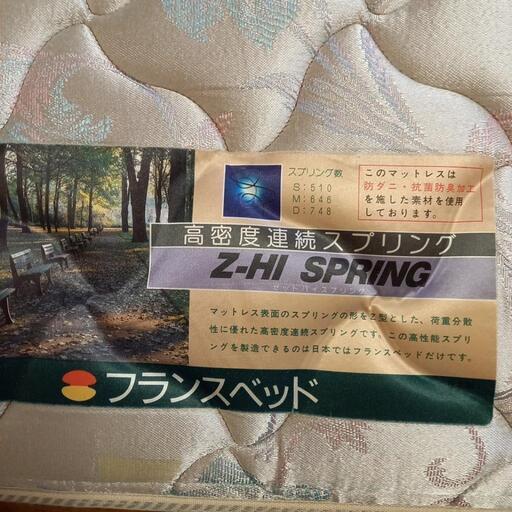 スプリング数
S:510
M:646
D:748
このマットレスは
防ダニ・抗菌防臭加工
を施した素材を使用
しております。
高密度連続スプリング
Z-HI SPRING
ゼットハイスプリング
マットレス表面のスプリングの形をZ型とした、荷重分散
性に優れた高密度連続スプリングです。この高性能スプリ
ングを製造できるのは日本ではフランスベッドだけです。
フランスベッド